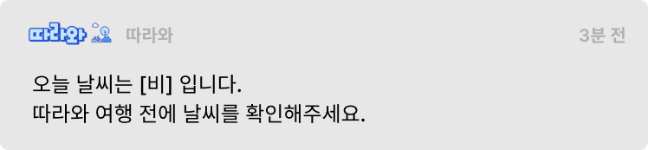 따라와 따라와 3분 전
오늘 날씨는 [비] 입니다.
따라와 여행 전에 날씨를 확인해주세요.